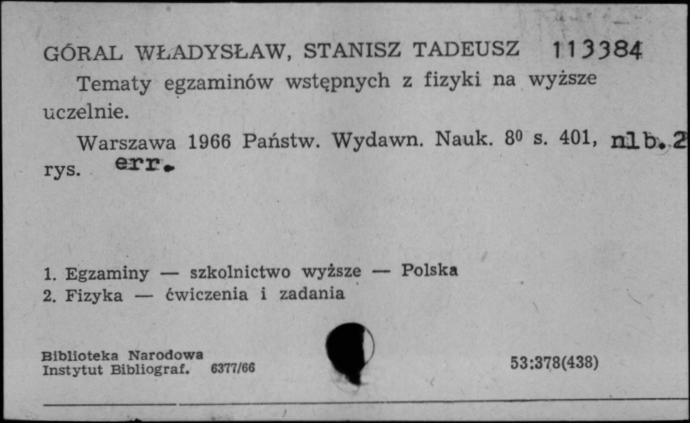 GÓRAL WŁADYSŁAW, STANISZ TADEUSZ 113384
Tematy egzaminów wstępnych z fizyki na wyższe
uczelnie.
Warszawa 1966 Państw. Wydawn. Nauk. 8⁰ s. 401, nlb. 2
rys. err.
1. Egzaminy — szkolnictwo wyższe — Polska
2. Fizyka — ćwiczenia i zadania
Biblioteka Narodowa
Instytut Bibliograf. 6377/66
53:378(438)